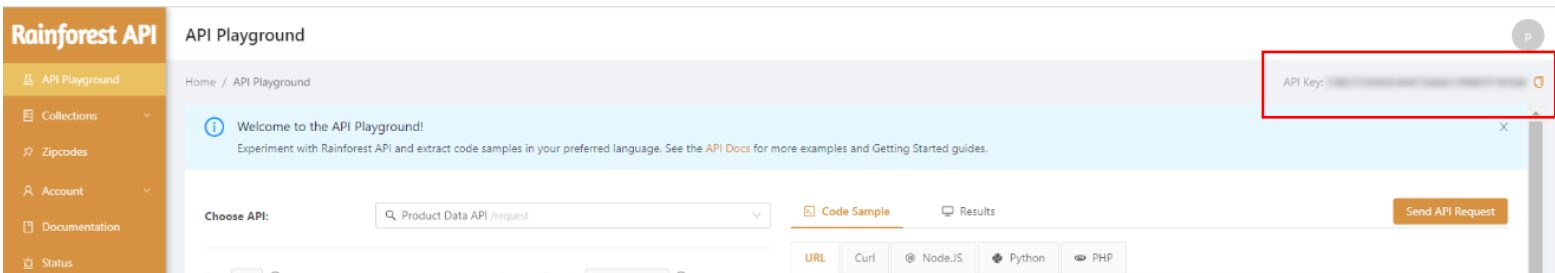 Rainforest API
API Playground
P
API Playground
Home / API Playground
API Key:
Collections
Welcome to the API Playground!
Experiment with Rainforest API and extract code samples in your preferred language. See the API Docs for more examples and Getting Started guides.
Zipcodes
Account
Choose API:
Product Data API /request
Code Sample
Results
Send API Request
Documentation
Status
URL
Curl
Node.JS
Python
PHP